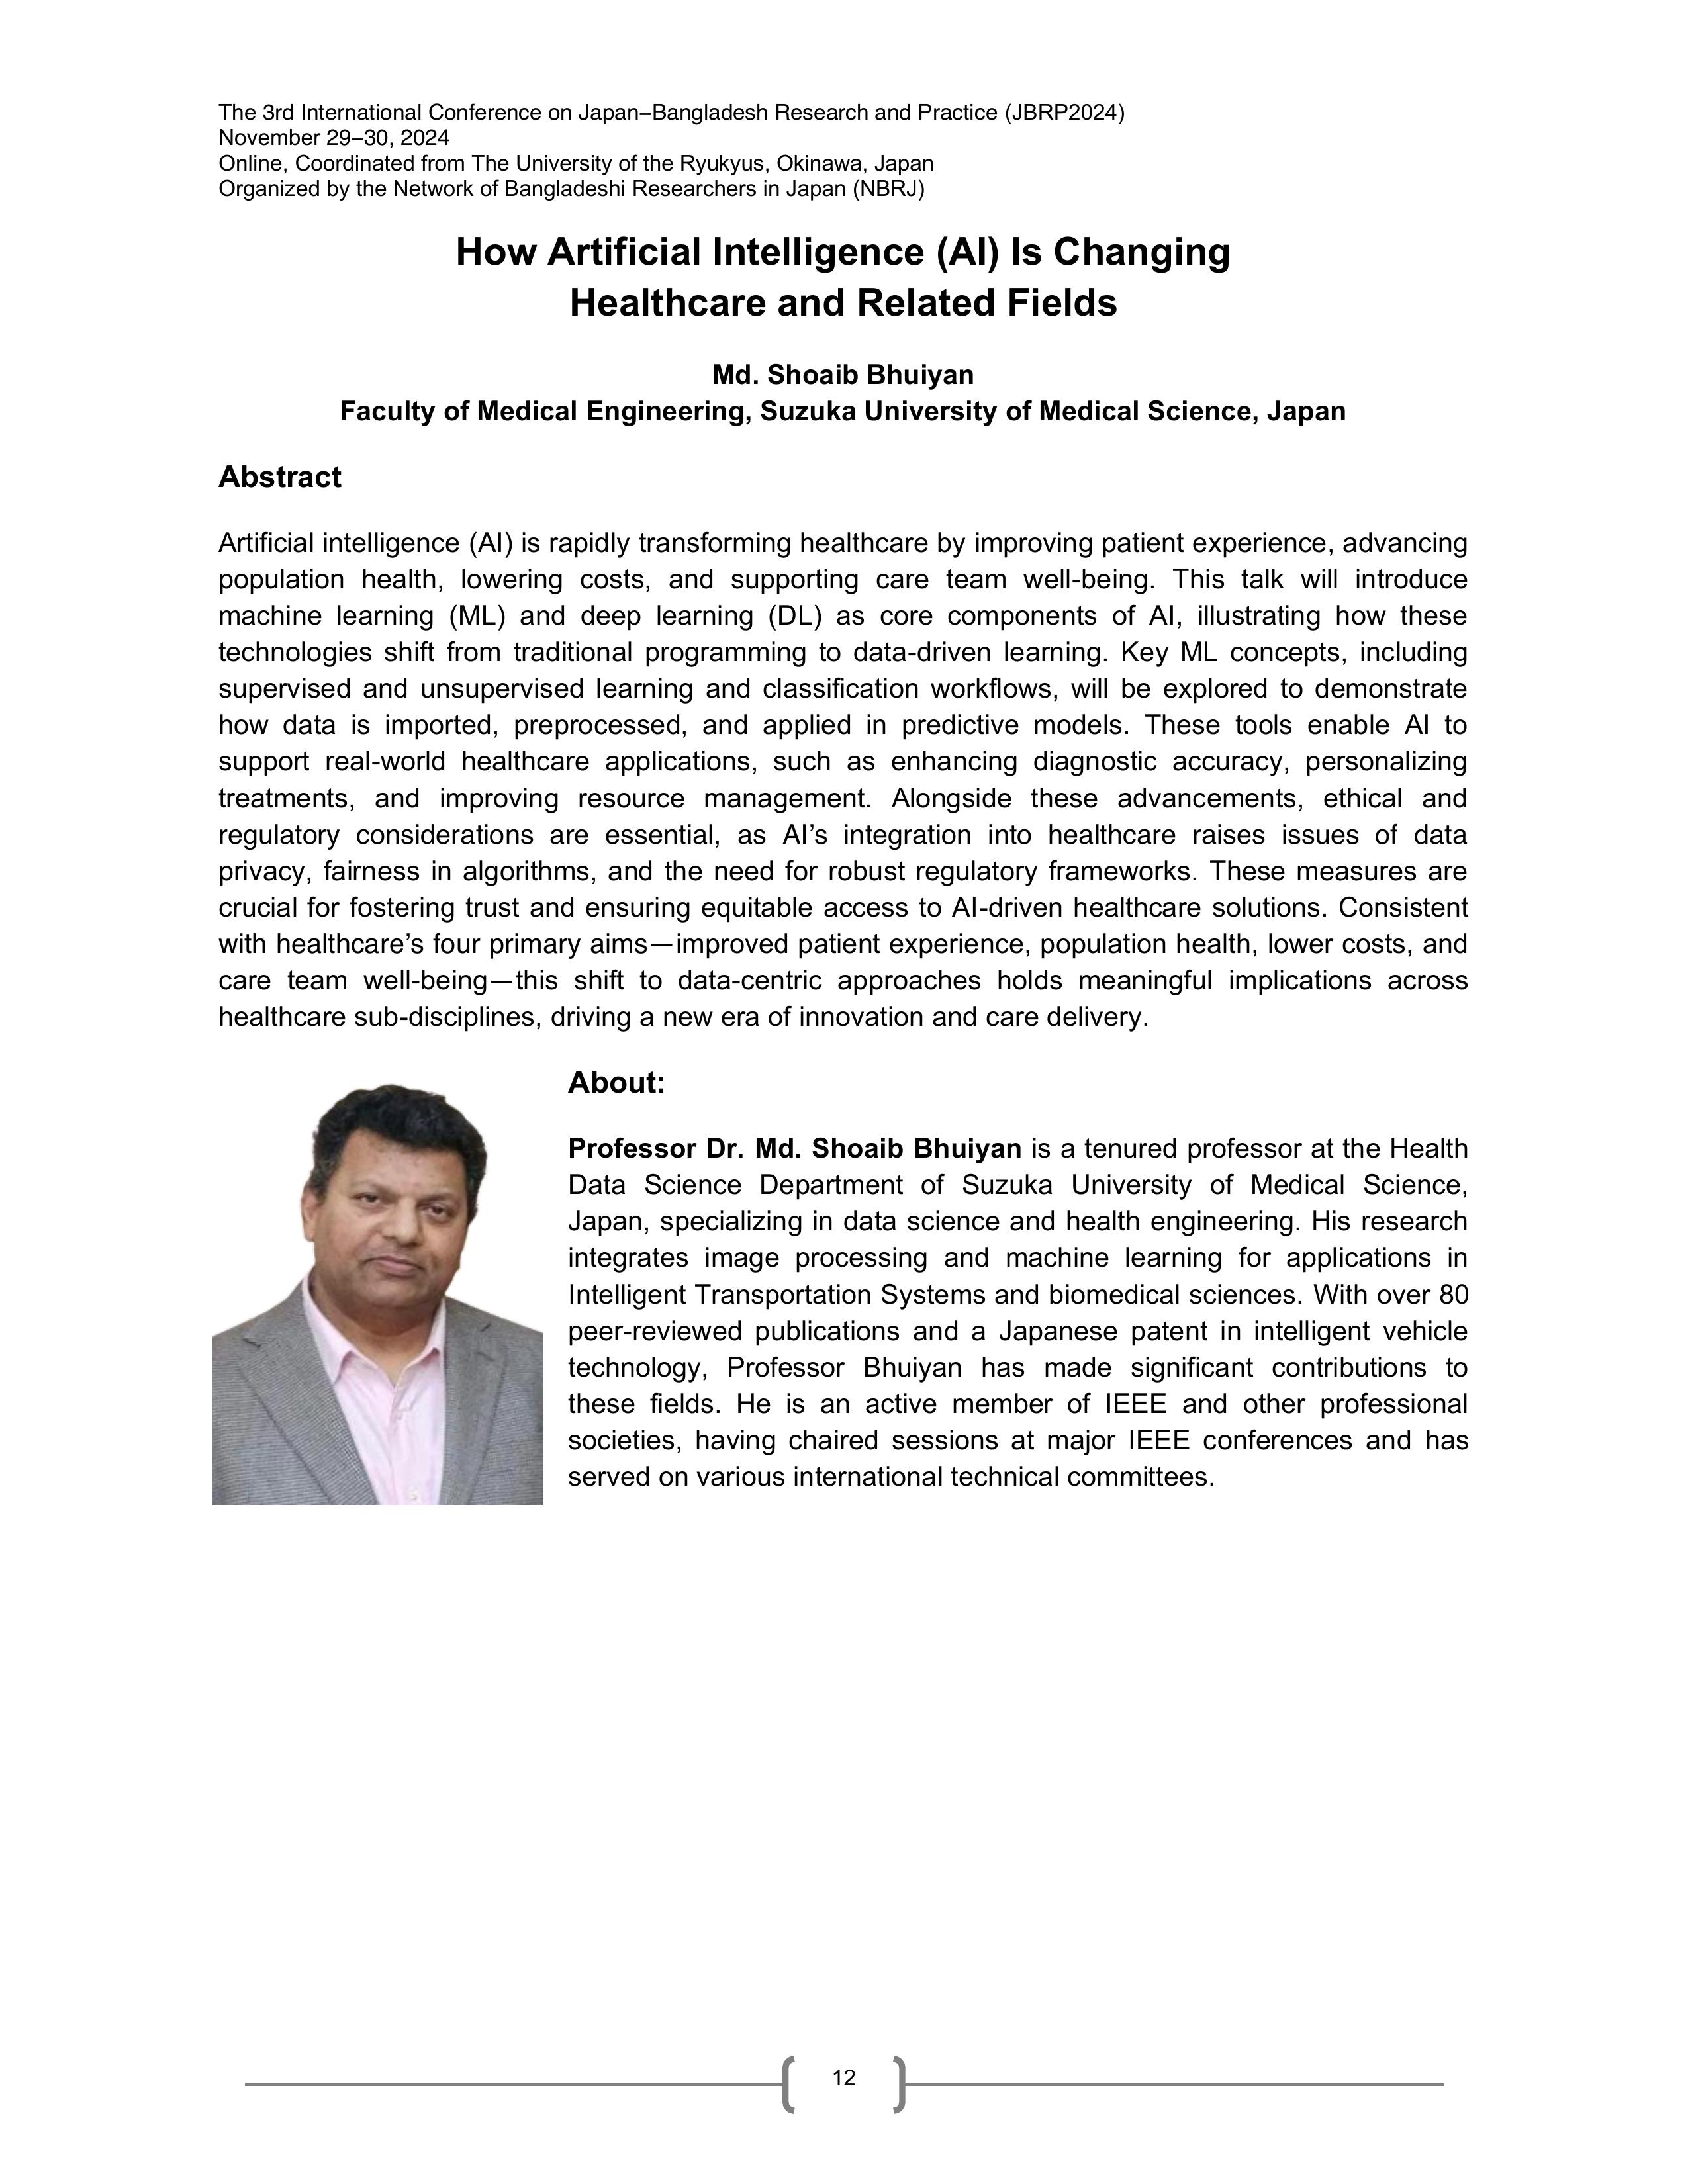 The 3rd International Conference on Japan–Bangladesh Research and Practice (JBRP2024)
November 29–30, 2024
Online, Coordinated from The University of the Ryukyus, Okinawa, Japan
Organized by the Network of Bangladeshi Researchers in Japan (NBRJ)
How Artificial Intelligence (AI) Is Changing
Healthcare and Related Fields
Md. Shoaib Bhuiyan
Faculty of Medical Engineering, Suzuka University of Medical Science, Japan
Abstract
Artificial intelligence (AI) is rapidly transforming healthcare by improving patient experience, advancing
population health, lowering costs, and supporting care team well-being. This talk will introduce
machine learning (ML) and deep learning (DL) as core components of AI, illustrating how these
technologies shift from traditional programming to data-driven learning. Key ML concepts, including
supervised and unsupervised learning and classification workflows, will be explored to demonstrate
how data is imported, preprocessed, and applied in predictive models. These tools enable AI to
support real-world healthcare applications, such as enhancing diagnostic accuracy, personalizing
treatments, and improving resource management. Alongside these advancements, ethical and
regulatory considerations are essential, as AI’s integration into healthcare raises issues of data
privacy, fairness in algorithms, and the need for robust regulatory frameworks. These measures are
crucial for fostering trust and ensuring equitable access to AI-driven healthcare solutions. Consistent
with healthcare’s four primary aims—improved patient experience, population health, lower costs, and
care team well-being—this shift to data-centric approaches holds meaningful implications across
healthcare sub-disciplines, driving a new era of innovation and care delivery.
About:
Professor Dr. Md. Shoaib Bhuiyan is a tenured professor at the Health
Data Science Department of Suzuka University of Medical Science,
Japan, specializing in data science and health engineering. His research
integrates image processing and machine learning for applications in
Intelligent Transportation Systems and biomedical sciences. With over 80
peer-reviewed publications and a Japanese patent in intelligent vehicle
technology, Professor Bhuiyan has made significant contributions to
these fields. He is an active member of IEEE and other professional
societies, having chaired sessions at major IEEE conferences and has
served on various international technical committees.
12